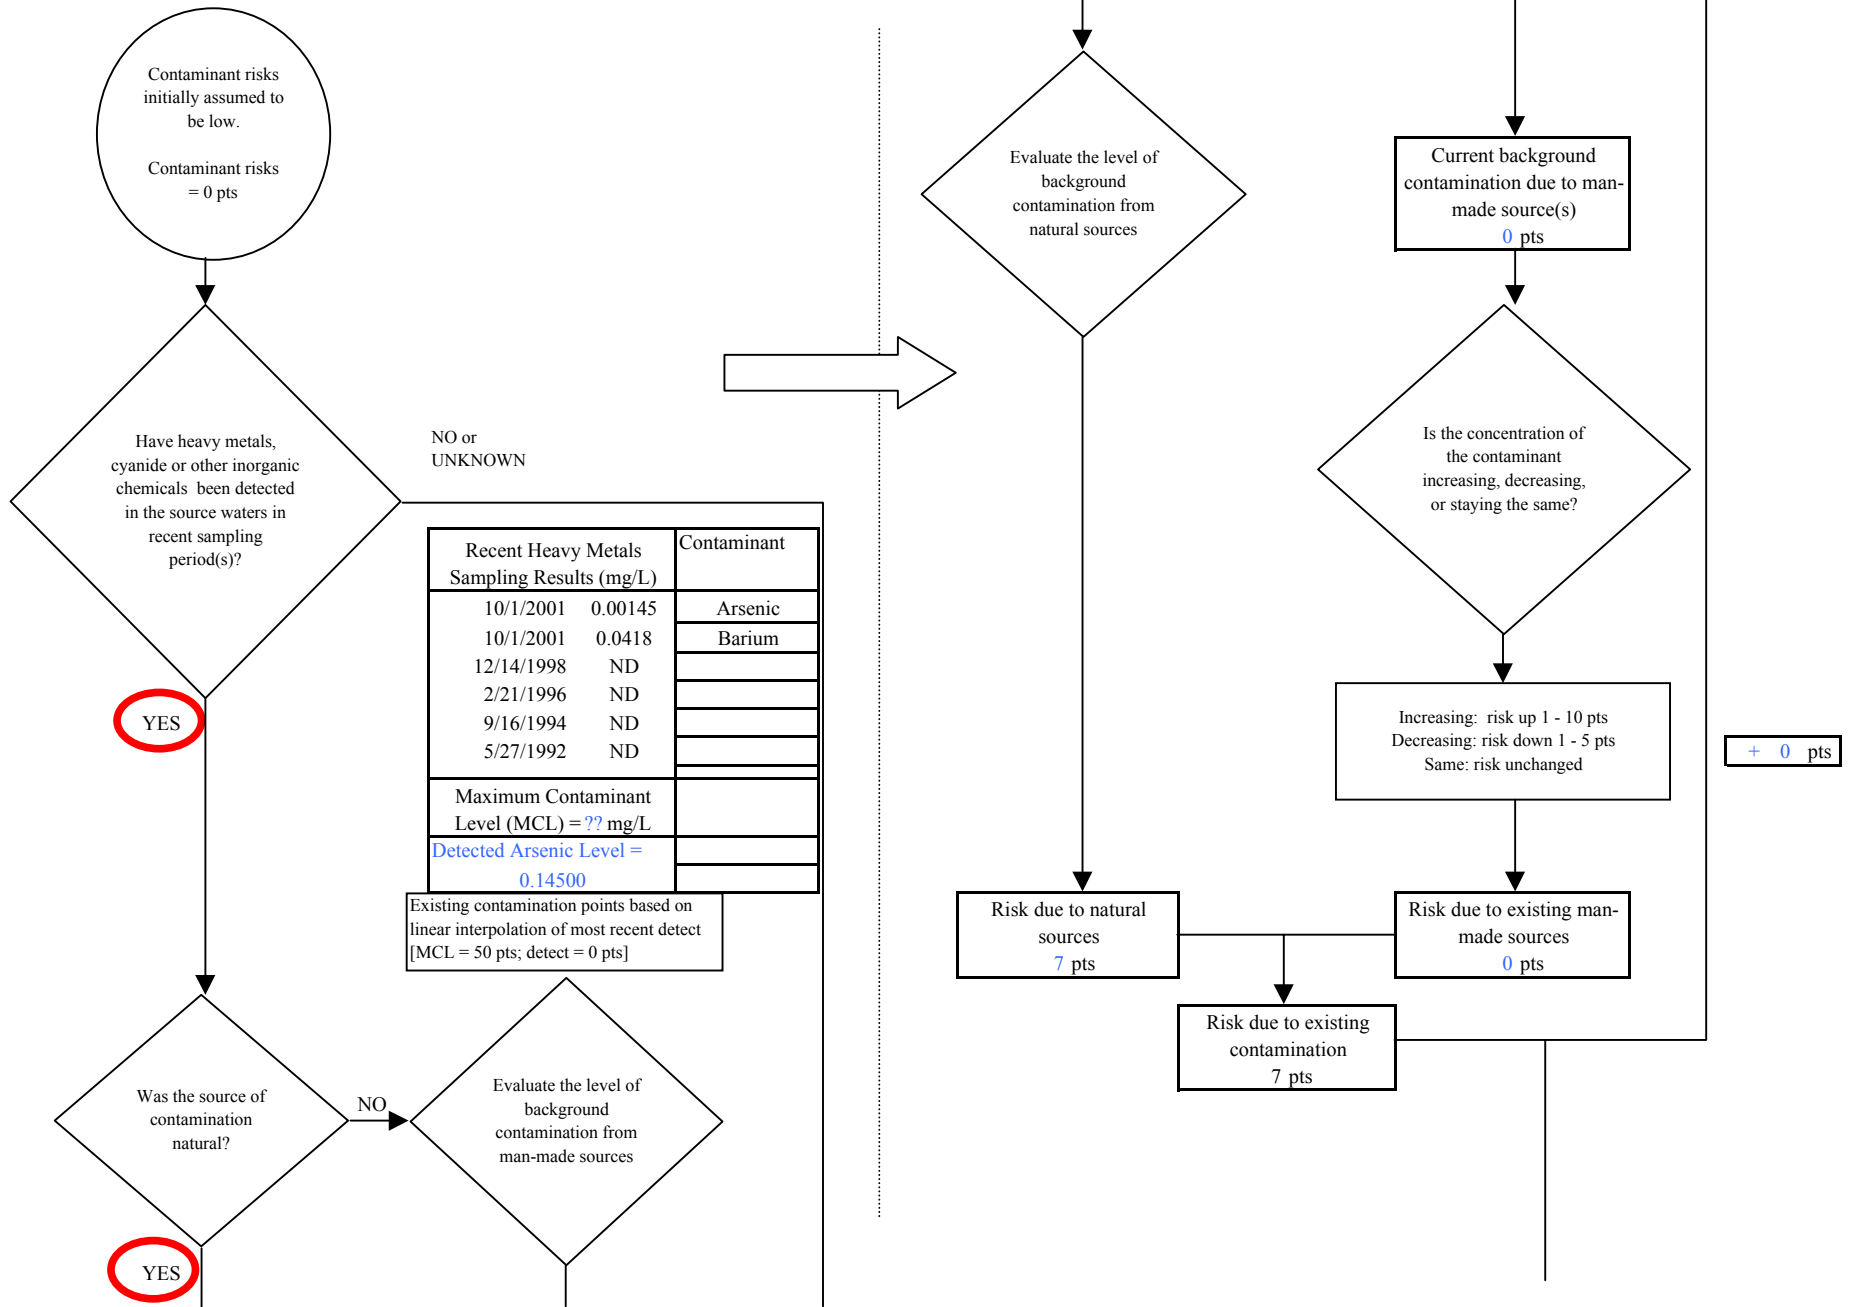 Contaminant risks
initially assumed to
be low.
Contaminant risks
= 0 pts
Have heavy metals,
cyanide or other inorganic
chemicals been detected
in the source waters in
recent sampling
period(s)?
NO or
UNKNOWN
YES
Recent Heavy Metals
Sampling Results (mg/L)
Contaminant
10/1/2001 0.00145 Arsenic
10/1/2001 0.0418 Barium
12/14/1998 ND
2/21/1996 ND
9/16/1994 ND
5/27/1992 ND
Maximum Contaminant
Level (MCL) = ?? mg/L
Detected Arsenic Level =
0.14500
Existing contamination points based on
linear interpolation of most recent detect
[MCL = 50 pts; detect = 0 pts]
Was the source of
contamination
natural?
NO
YES
Evaluate the level of
background
contamination from
man-made sources
Evaluate the level of
background
contamination from
natural sources
Current background
contamination due to man-
made source(s)
0 pts
Is the concentration of
the contaminant
increasing, decreasing,
or staying the same?
Increasing: risk up 1 - 10 pts
Decreasing: risk down 1 - 5 pts
Same: risk unchanged
+ 0 pts
Risk due to natural
sources
7 pts
Risk due to existing man-
made sources
0 pts
Risk due to existing
contamination
7 pts